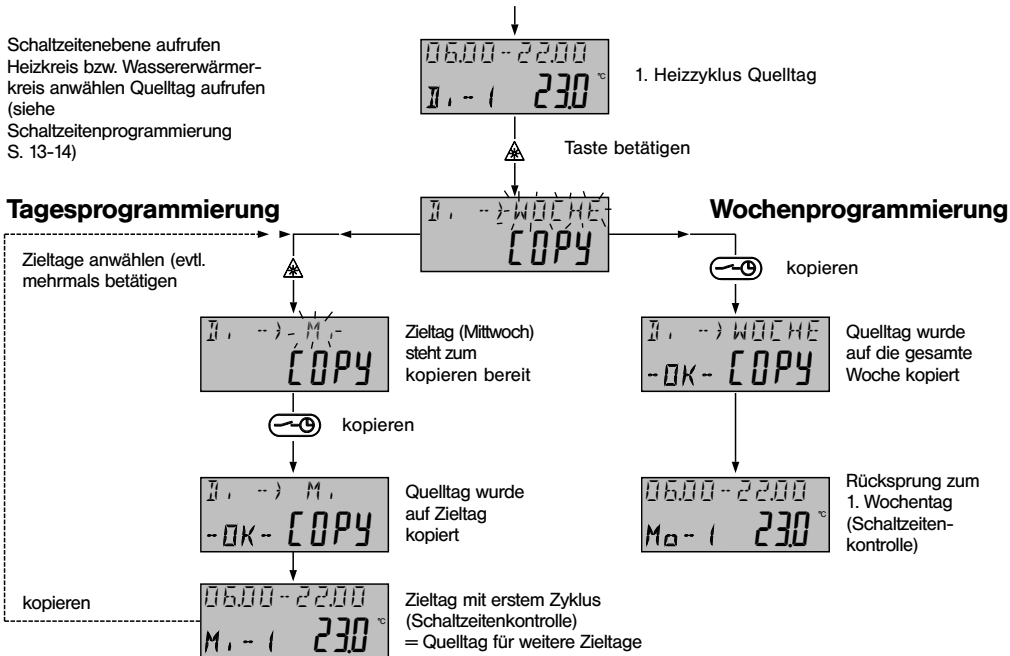 Schaltzeitenebene aufrufen
Heizkreis bzw. Wassererwärmer-
kreis anwählen Quelltag aufrufen
(siehe
Schaltzeitenprogrammierung
S. 13-14)
06.00--22.00
Di--1 23.0 °C
1. Heizzyklus Quelltag
Taste betätigen
Tagesprogrammierung
Di --> WOCHE
COPY
Wochenprogrammierung
Zieltage anwählen (evtl.
mehrmals betätigen
kopieren
Di --> Mi
COPY
Zieltag (Mittwoch)
steht zum
kopieren bereit
Di --> WOCHE
-OK- COPY
Quelltag wurde
auf die gesamte
Woche kopiert
kopieren
Di --> Mi
-OK- COPY
Quelltag wurde
auf Zieltag
kopiert
06.00--22.00
Mo--1 23.0 °C
Rücksprung zum
1. Wochentag
(Schaltzeiten-
kontrolle)
kopieren
06.00--22.00
Mi--1 23.0 °C
Zieltag mit erstem Zyklus
(Schaltzeitenkontrolle)
= Quelltag für weitere Zieltage